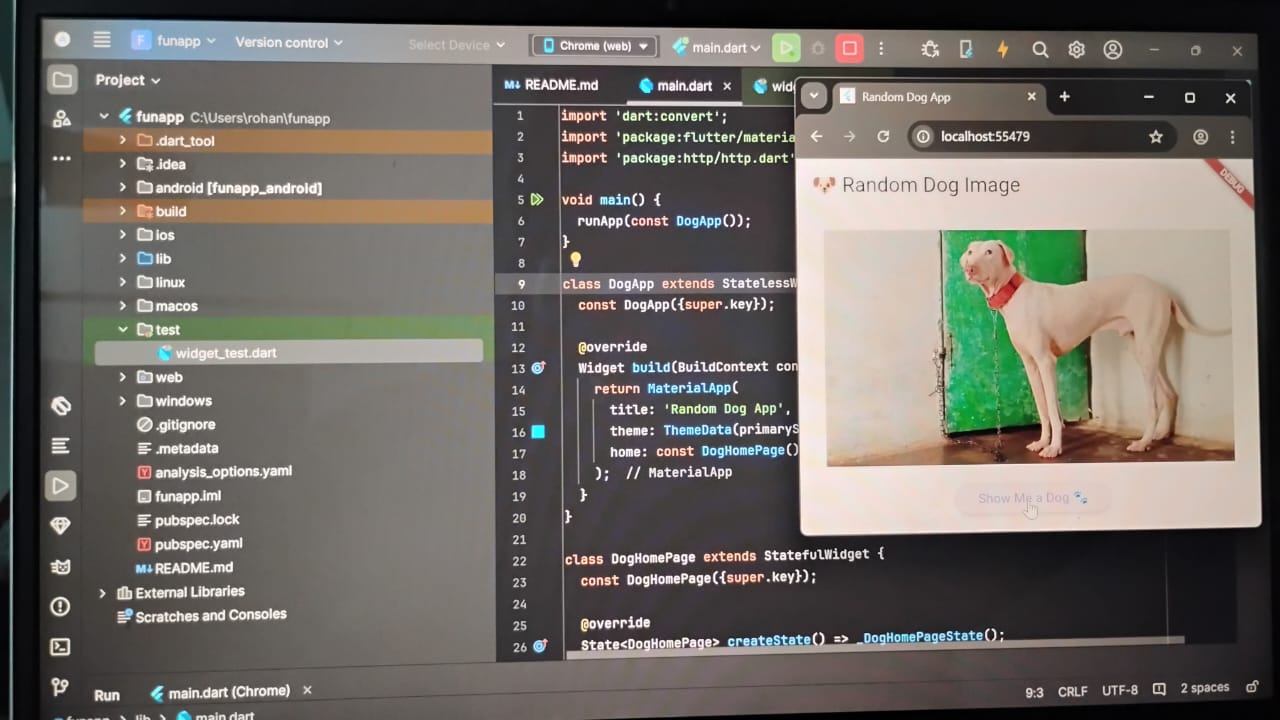 F funapp Version control Select Device Chrome (web) main.dart
Project
funapp C:\Users\rohan\funapp
.dart_tool
.idea
android [funapp_android]
build
ios
lib
linux
macos
test
widget_test.dart
web
windows
.gitignore
.metadata
analysis_options.yaml
funapp.iml
pubspec.lock
pubspec.yaml
README.md
External Libraries
Scratches and Consoles
README.md main.dart
1 import 'dart:convert';
2 import 'package:flutter/materia
3 import 'package:http/http.dart'
4
5 void main() {
6 runApp(const DogApp());
7 }
8
9 class DogApp extends StatelessW
10 const DogApp({super.key});
11
12 @override
13 Widget build(BuildContext con
14 return MaterialApp(
15 title: 'Random Dog App',
16 theme: ThemeData(primaryS
17 home: const DogHomePage()
18 ); // MaterialApp
19 }
20 }
21
22 class DogHomePage extends StatefulWidget {
23 const DogHomePage({super.key});
24
25 @override
26 State<DogHomePage> createState() => _DogHomePageState();
Random Dog App
localhost:55479
DEBUG
🐶 Random Dog Image
Show Me a Dog 🐾
Run main.dart (Chrome)
9:3 CRLF UTF-8 2 spaces
funapp lib main.dart